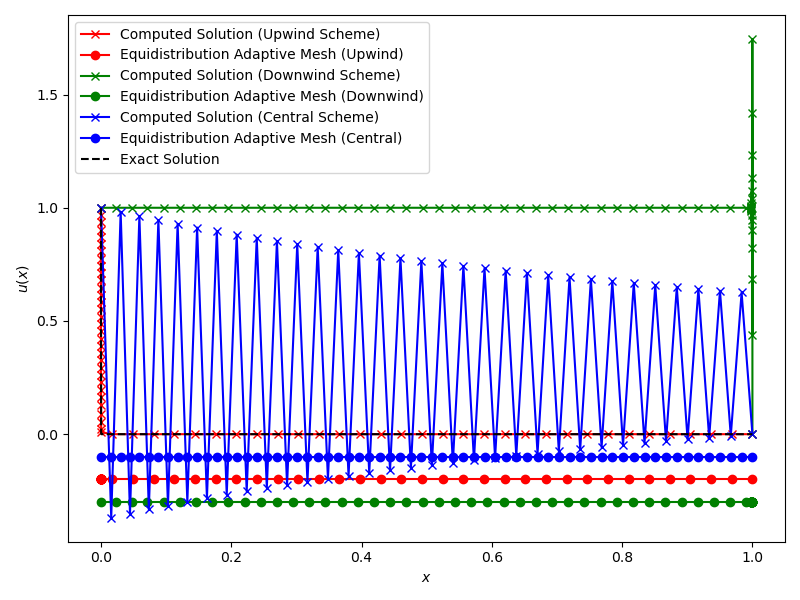 Computed Solution (Upwind Scheme)
Equidistribution Adaptive Mesh (Upwind)
Computed Solution (Downwind Scheme)
Equidistribution Adaptive Mesh (Downwind)
Computed Solution (Central Scheme)
Equidistribution Adaptive Mesh (Central)
Exact Solution
1.5
1.0
0.5
0.0
u(x)
0.0 0.2 0.4 0.6 0.8 1.0
x